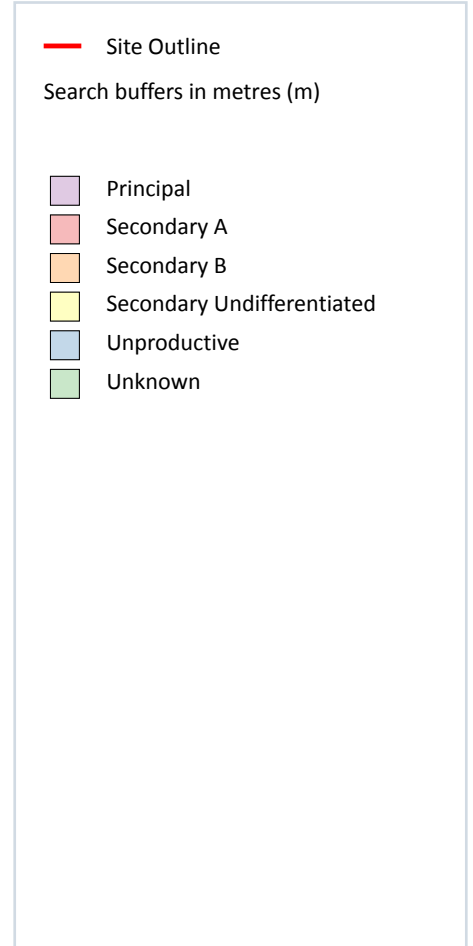 Site Outline
Search buffers in metres (m)
Principal
Secondary A
Secondary B
Secondary Undifferentiated
Unproductive
Unknown